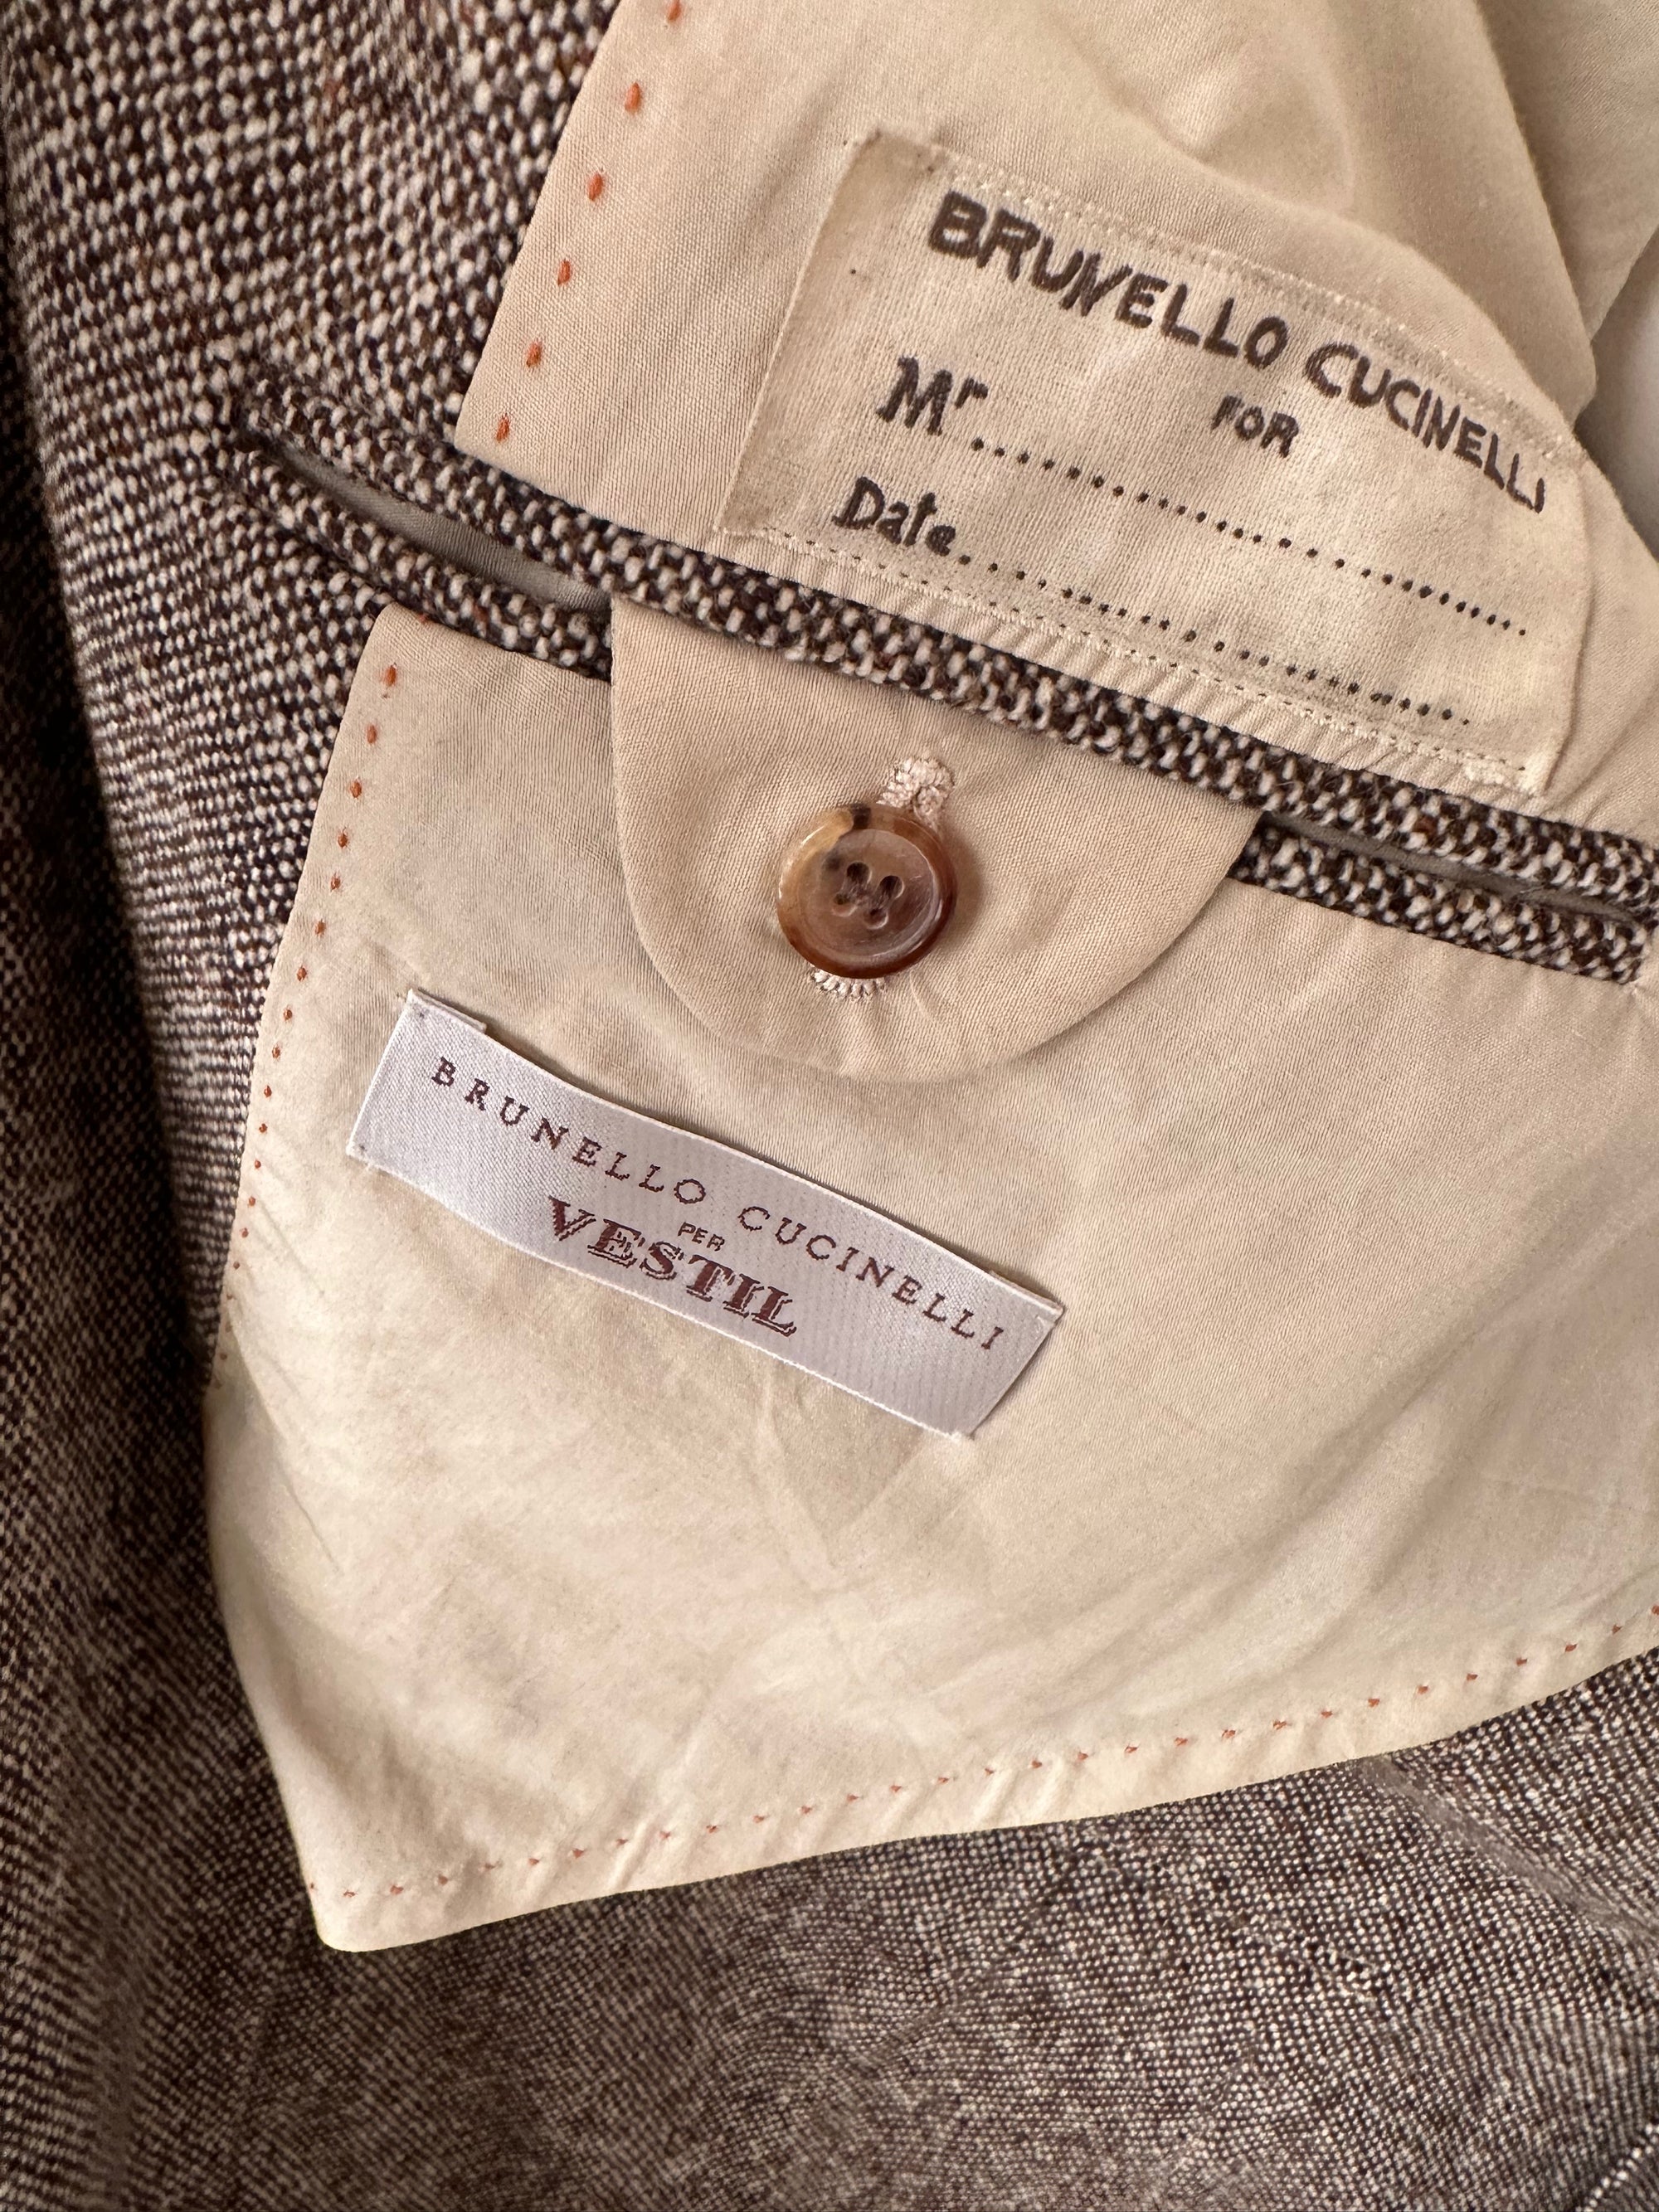 BRUNELLO CUCINELLI
FOR
Mr..............................
Date..............................
BRUNELLO CUCINELLI
PER
VESTIL